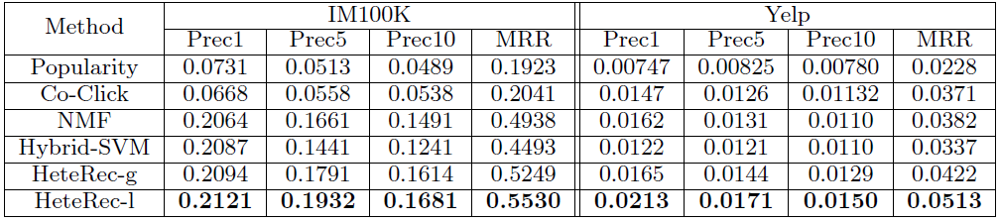 Method IM100K Yelp
Prec1 Prec5 Prec10 MRR Prec1 Prec5 Prec10 MRR
Popularity 0.0731 0.0513 0.0489 0.1923 0.00747 0.00825 0.00780 0.0228
Co-Click 0.0668 0.0558 0.0538 0.2041 0.0147 0.0126 0.01132 0.0371
NMF 0.2064 0.1661 0.1491 0.4938 0.0162 0.0131 0.0110 0.0382
Hybrid-SVM 0.2087 0.1441 0.1241 0.4493 0.0122 0.0121 0.0110 0.0337
HeteRec-g 0.2094 0.1791 0.1614 0.5249 0.0165 0.0144 0.0129 0.0422
HeteRec-l 0.2121 0.1932 0.1681 0.5530 0.0213 0.0171 0.0150 0.0513